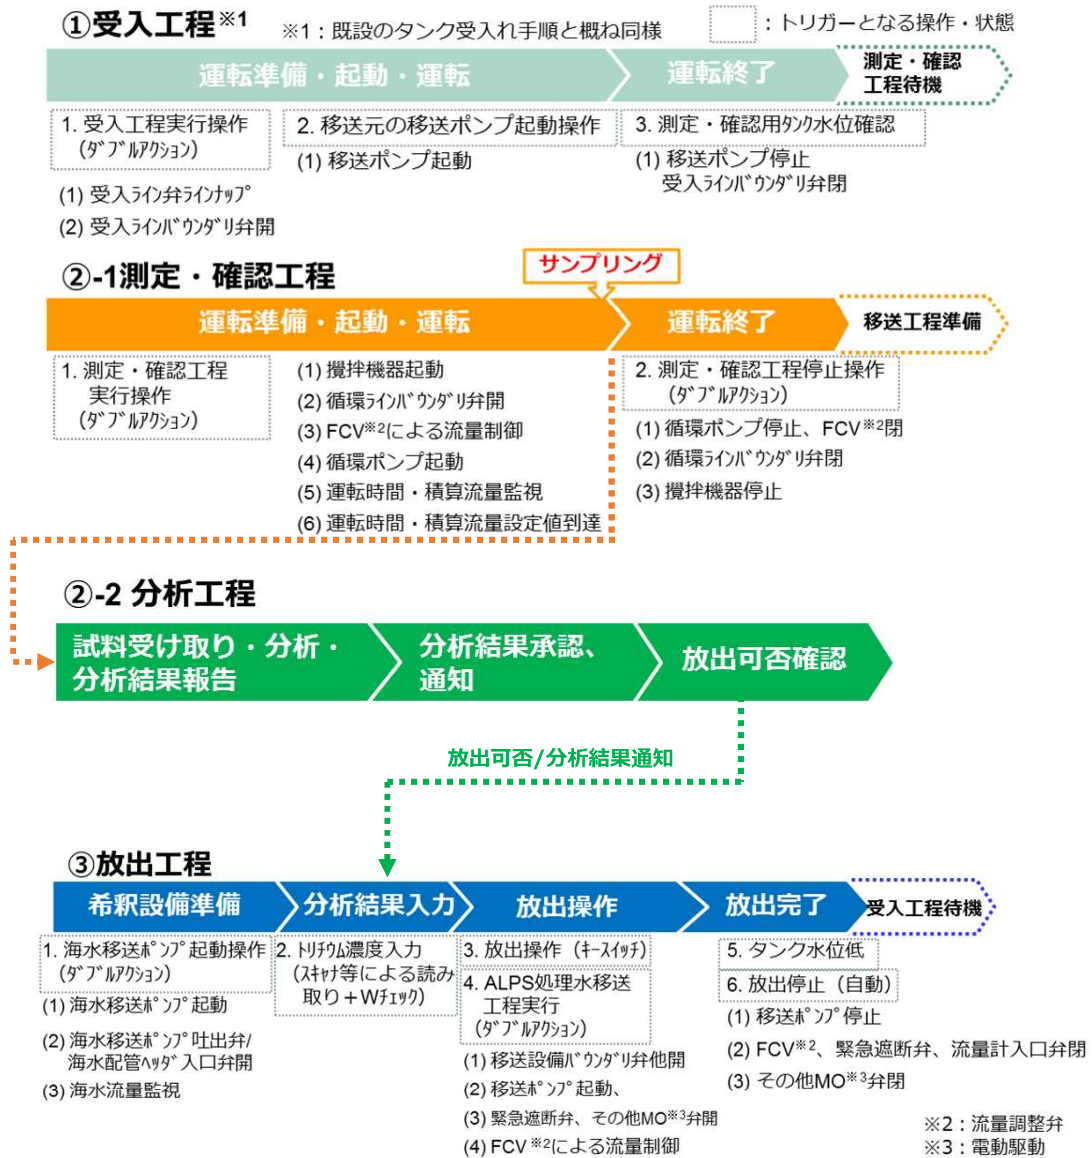 ①受入工程※1
※1：既設のタンク受入れ手順と概ね同様
：トリガーとなる操作・状態
運転準備・起動・運転
運転終了
測定・確認
工程待機
1. 受入工程実行操作
(ﾀﾞﾌﾞﾙｱｸｼｮﾝ)
(1) 受入ﾗｲﾝ弁ﾗｲﾝﾅｯﾌﾟ
(2) 受入ﾗｲﾝﾊﾞｳﾝﾀﾞﾘ弁開
2. 移送元の移送ポンプ起動操作
(1) 移送ポンプ起動
3. 測定・確認用ﾀﾝｸ水位確認
(1) 移送ポンプ停止
受入ﾗｲﾝﾊﾞｳﾝﾀﾞﾘ弁閉
②-1測定・確認工程
サンプリング
運転準備・起動・運転
運転終了
移送工程準備
1. 測定・確認工程
実行操作
(ﾀﾞﾌﾞﾙｱｸｼｮﾝ)
(1) 攪拌機器起動
(2) 循環ﾗｲﾝﾊﾞｳﾝﾀﾞﾘ弁開
(3) FCV※2による流量制御
(4) 循環ポンプ起動
(5) 運転時間・積算流量監視
(6) 運転時間・積算流量設定値到達
2. 測定・確認工程停止操作
(ﾀﾞﾌﾞﾙｱｸｼｮﾝ)
(1) 循環ポンプ停止、FCV※2閉
(2) 循環ﾗｲﾝﾊﾞｳﾝﾀﾞﾘ弁閉
(3) 攪拌機器停止
②-2 分析工程
試料受け取り・分析・
分析結果報告
分析結果承認、
通知
放出可否確認
放出可否/分析結果通知
③放出工程
希釈設備準備
分析結果入力
放出操作
放出完了
受入工程待機
1. 海水移送ﾎﾟﾝﾌﾟ起動操作
(ﾀﾞﾌﾞﾙｱｸｼｮﾝ)
(1) 海水移送ﾎﾟﾝﾌﾟ起動
(2) 海水移送ﾎﾟﾝﾌﾟ吐出弁/
海水配管ﾍｯﾀﾞ入口弁開
(3) 海水流量監視
2. ﾄﾘﾁｳﾑ濃度入力
(ｽｷｬﾅ等による読み
取り＋Wﾁｪｯｸ)
3. 放出操作（ｷｰｽｲｯﾁ）
4. ALPS処理水移送
工程実行
(ﾀﾞﾌﾞﾙｱｸｼｮﾝ)
(1) 移送設備ﾊﾞｳﾝﾀﾞﾘ弁他開
(2) 移送ﾎﾟﾝﾌﾟ起動、
(3) 緊急遮断弁、その他MO※3弁開
(4) FCV ※2による流量制御
5. タンク水位低
6. 放出停止（自動）
(1) 移送ﾎﾟﾝﾌﾟ停止
(2) FCV※2、緊急遮断弁、流量計入口弁閉
(3) その他MO※3弁閉
※2：流量調整弁
※3：電動駆動